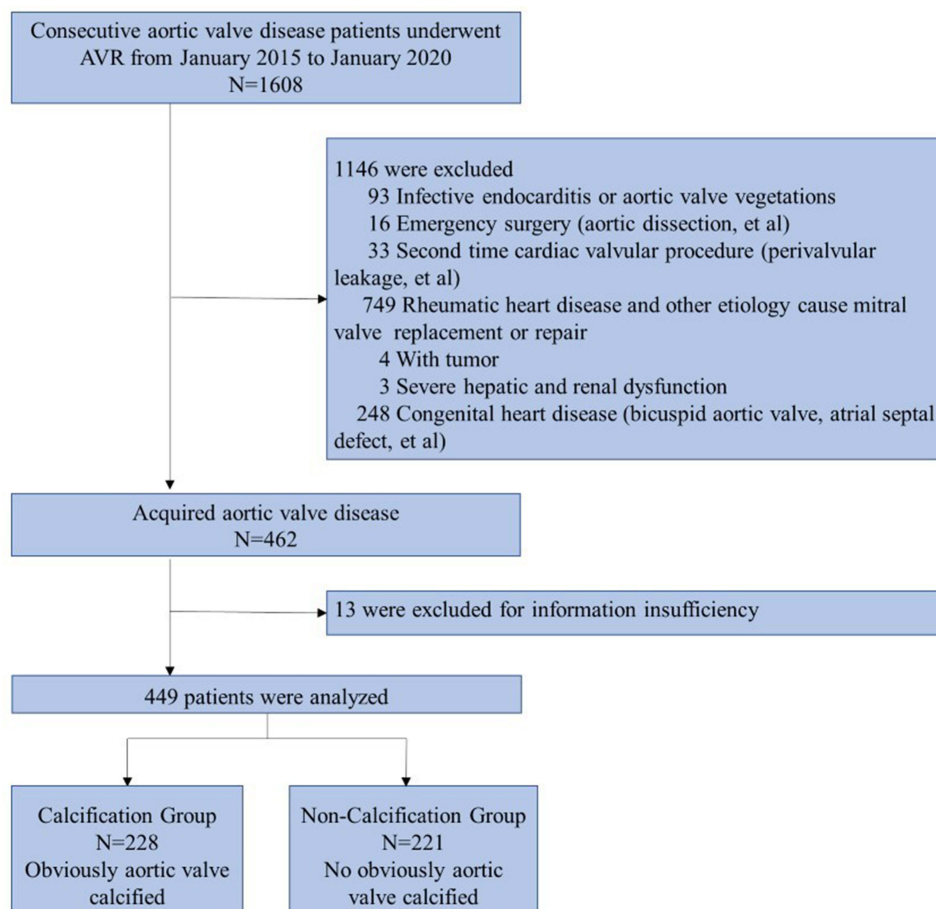 Consecutive aortic valve disease patients underwent
AVR from January 2015 to January 2020
N=1608
1146 were excluded
93 Infective endocarditis or aortic valve vegetations
16 Emergency surgery (aortic dissection, et al)
33 Second time cardiac valvular procedure (perivalvular
leakage, et al)
749 Rheumatic heart disease and other etiology cause mitral
valve replacement or repair
4 With tumor
3 Severe hepatic and renal dysfunction
248 Congenital heart disease (bicuspid aortic valve, atrial septal
defect, et al)
Acquired aortic valve disease
N=462
13 were excluded for information insufficiency
449 patients were analyzed
Calcification Group
N=228
Obviously aortic valve
calcified
Non-Calcification Group
N=221
No obviously aortic
valve calcified